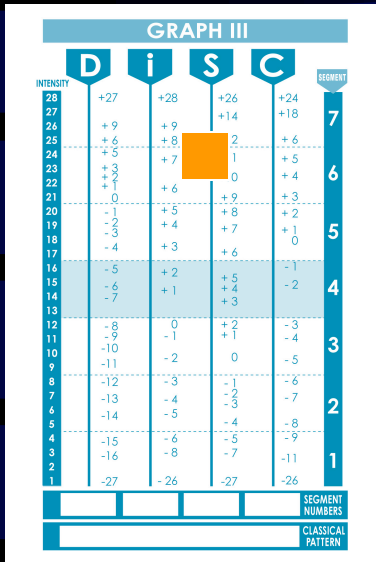 GRAPH III
D i S C
INTENSITY SEGMENT
28 +27 +28 +26 +24
27 +14 +18
7
26 + 9 + 9
25 + 6 + 8 + 6
24 + 5 + 7 + 5
23 + 3
+ 2 + 4 6
22 + 1 + 6
21 0 + 9 + 3
20 - 1 + 5 + 8 + 2
19 - 2 + 4 + 7 + 1
18 - 3 0 5
17 - 4 + 3 + 6
16 - 5 + 2 - 1
15 - 6 + 1 + 5 - 2
+ 4 4
14 - 7 + 3
13
12 - 8 0 + 2 - 3
11 - 9 - 1 + 1 - 4
10 -10 - 2 0 3
9 -11 - 5
8 -12 - 3 - 1 - 6
7 -13 - 4 - 2 - 7
6 -14 - 5 - 3 2
5 - 4 - 8
4 -15 - 6 - 5 - 9
3 -16 - 8 - 7 -11 1
2
1 -27 - 26 -27 -26
SEGMENT
NUMBERS
CLASSICAL
PATTERN